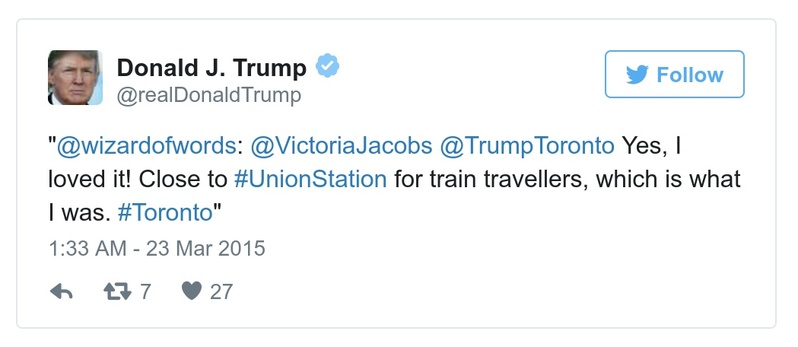 Donald J. Trump
@realDonaldTrump
Follow
"@wizardofwords: @VictoriaJacobs @TrumpToronto Yes, I
loved it! Close to #UnionStation for train travellers, which is what
I was. #Toronto"
1:33 AM - 23 Mar 2015
7 27